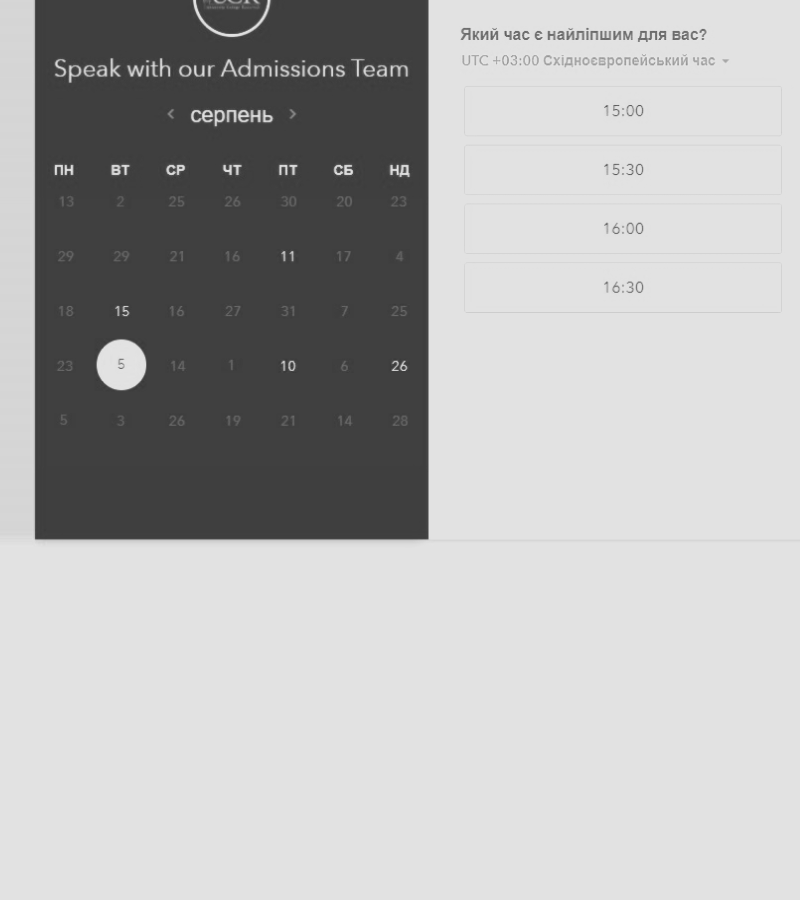 Speak with our Admissions Team
серпень
ПН ВТ СР ЧТ ПТ СБ НД
13 2 25 26 30 20 23
29 29 21 16 11 17 4
18 15 16 27 31 7 25
23 5 14 1 10 6 26
5 3 26 19 21 14 28
Який час є найліпшим для вас?
UTC +03:00 Східноєвропейський час
15:00
15:30
16:00
16:30